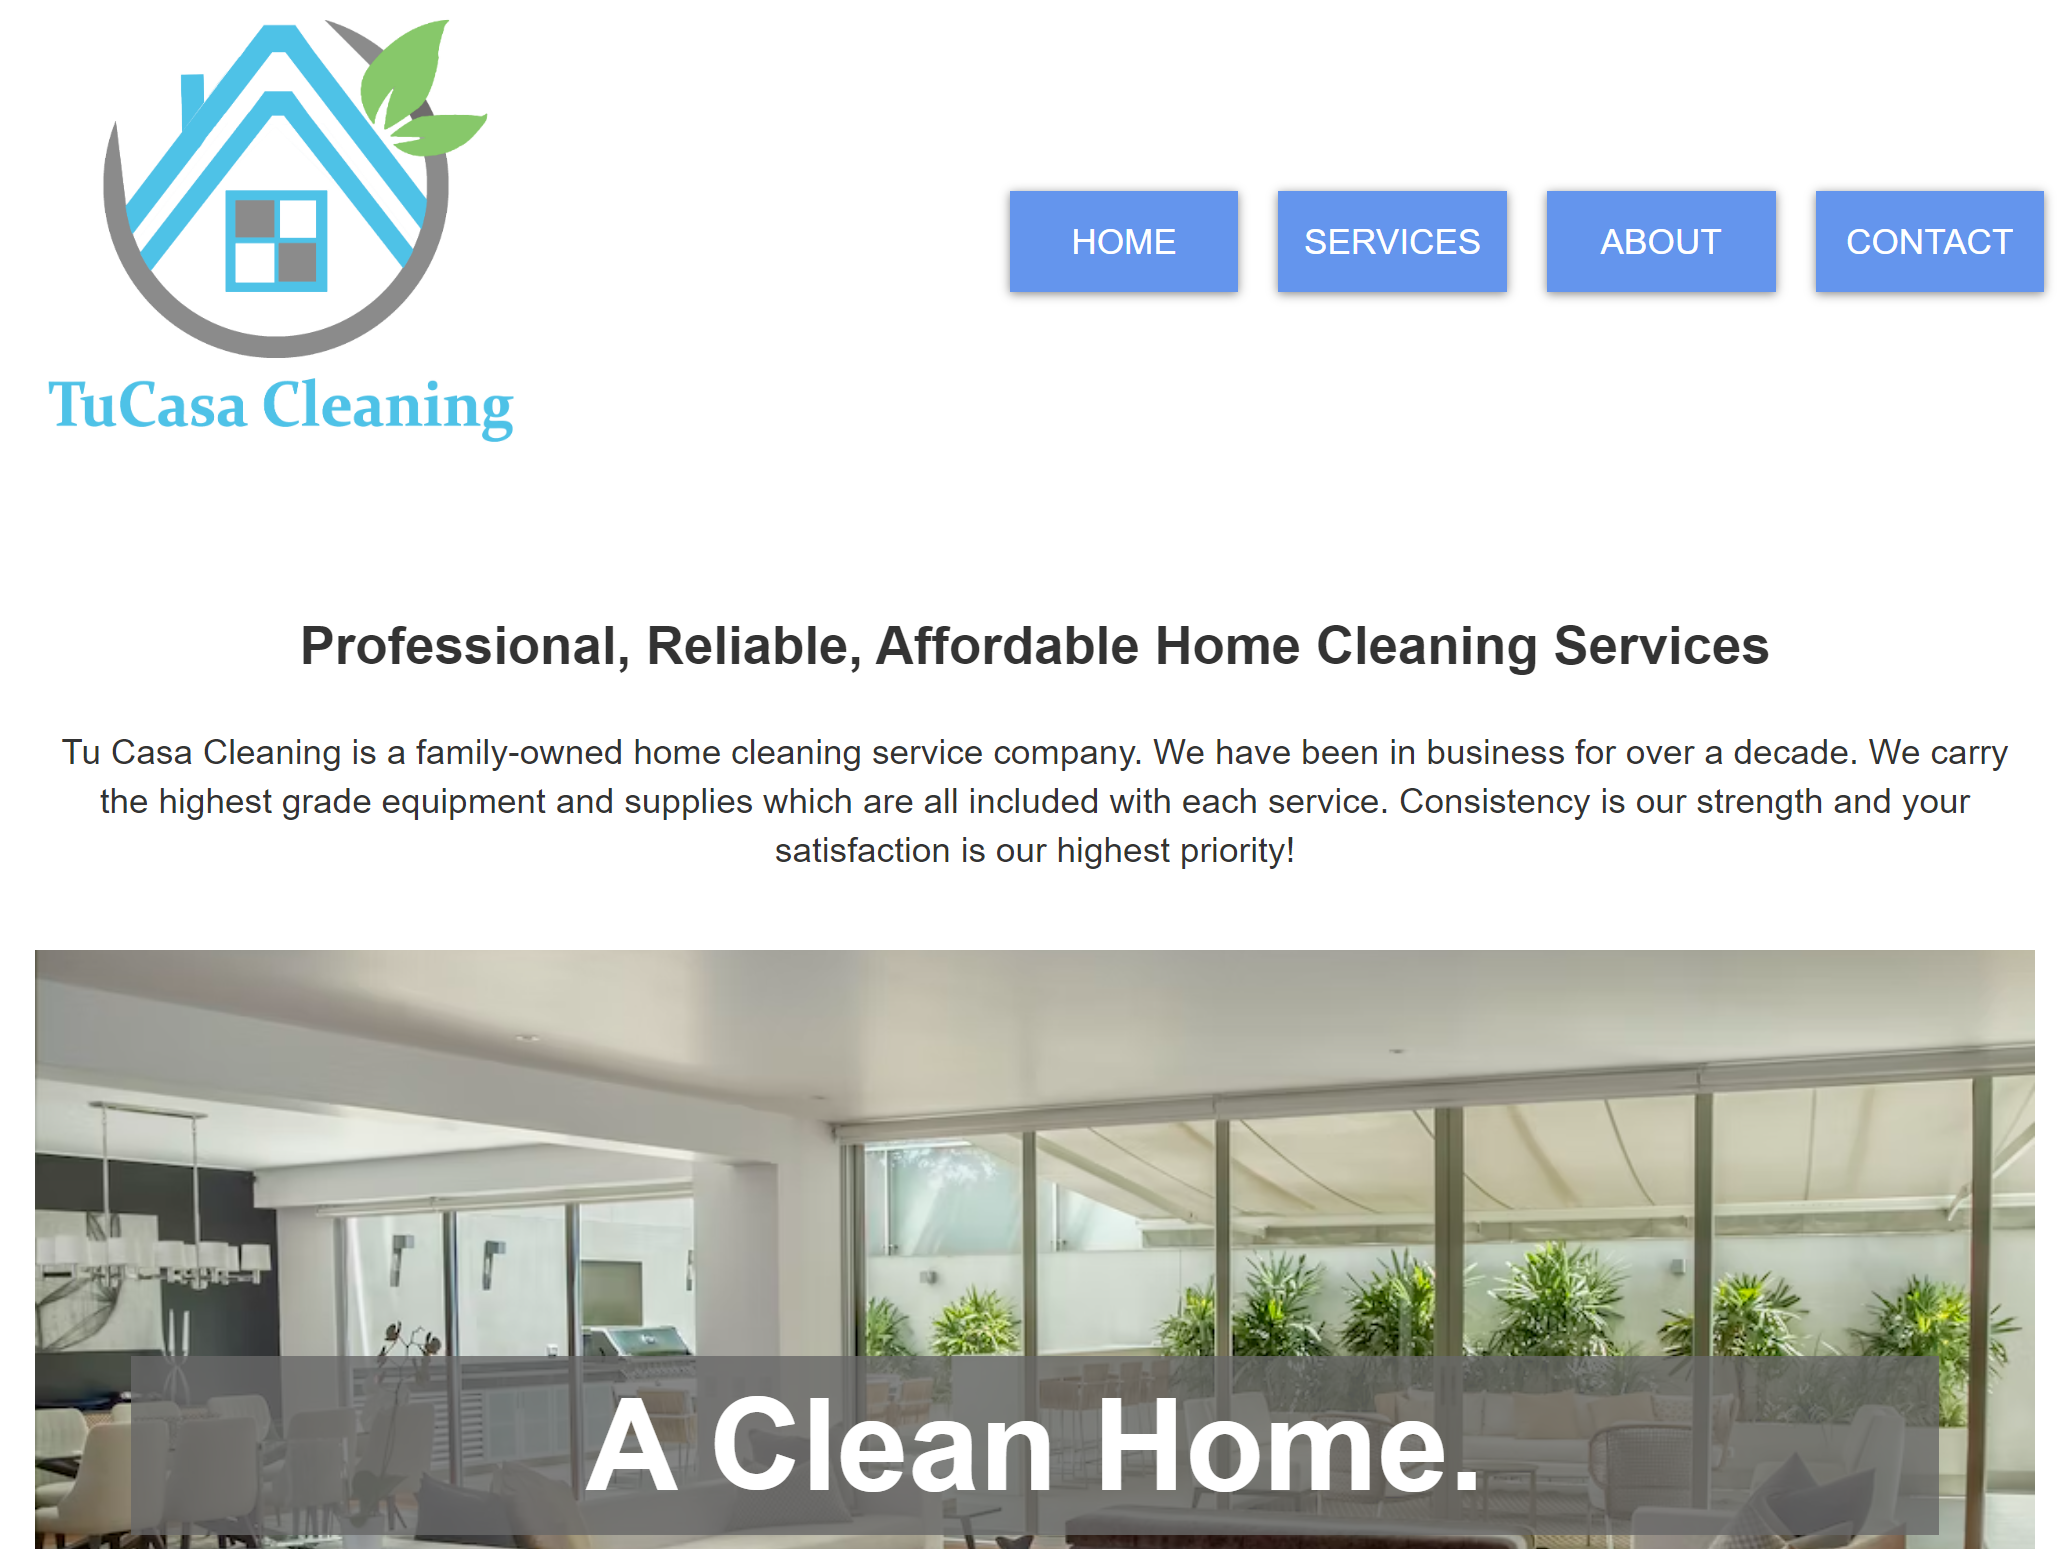 TuCasa Cleaning
HOME SERVICES ABOUT CONTACT
Professional, Reliable, Affordable Home Cleaning Services
Tu Casa Cleaning is a family-owned home cleaning service company. We have been in business for over a decade. We carry
the highest grade equipment and supplies which are all included with each service. Consistency is our strength and your
satisfaction is our highest priority!
A Clean Home.